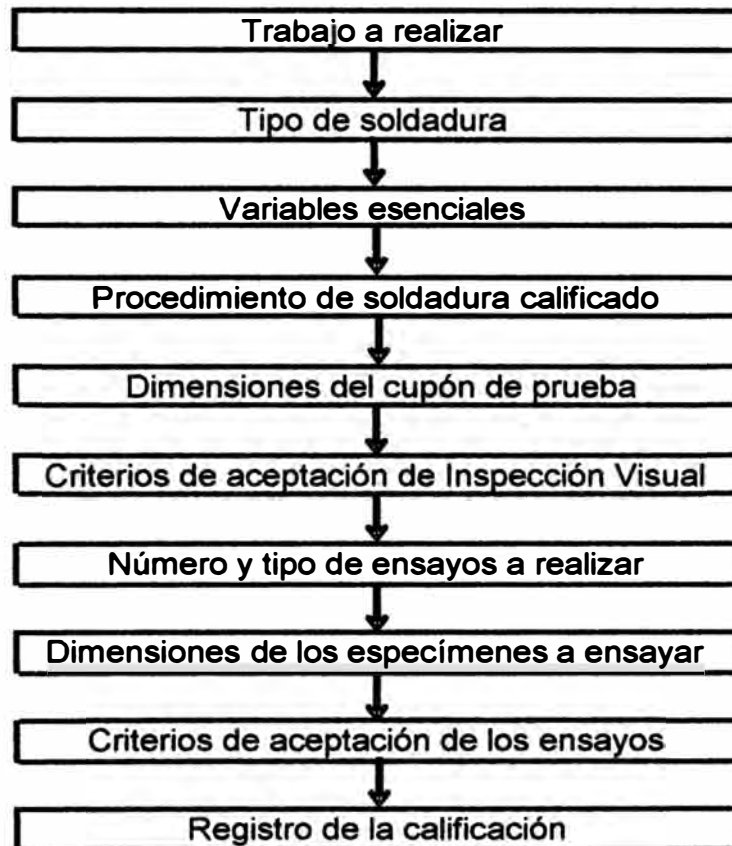 Trabajo a realizar
Tipo de soldadura
Variables esenciales
Procedimiento de soldadura calificado
Dimensiones del cupón de prueba
Criterios de aceptación de Inspección Visual
Número y tipo de ensayos a realizar
Dimensiones de los especímenes a ensayar
Criterios de aceptación de los ensayos
Registro de la calificación